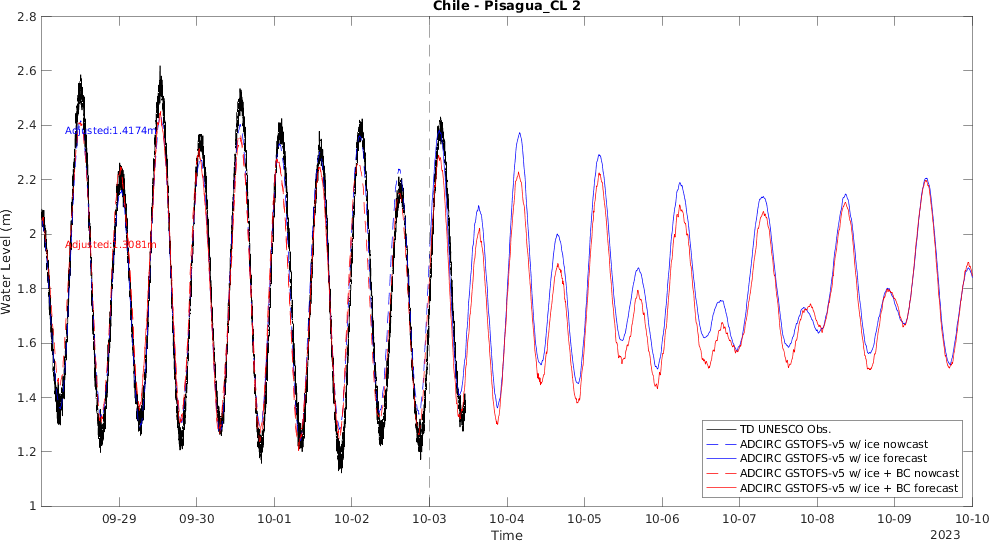 Chile - Pisagua_CL 2
2.8
2.6
2.4
2.2
2
1.8
1.6
1.4
1.2
1
Water Level (m)
Adjusted:1.4174m
Adjusted:1.3081m
TD UNESCO Obs.
ADCIRC GSTOFS-v5 w/ ice nowcast
ADCIRC GSTOFS-v5 w/ ice forecast
ADCIRC GSTOFS-v5 w/ ice + BC nowcast
ADCIRC GSTOFS-v5 w/ ice + BC forecast
09-29 09-30 10-01 10-02 10-03 10-04 10-05 10-06 10-07 10-08 10-09 10-10
Time
2023